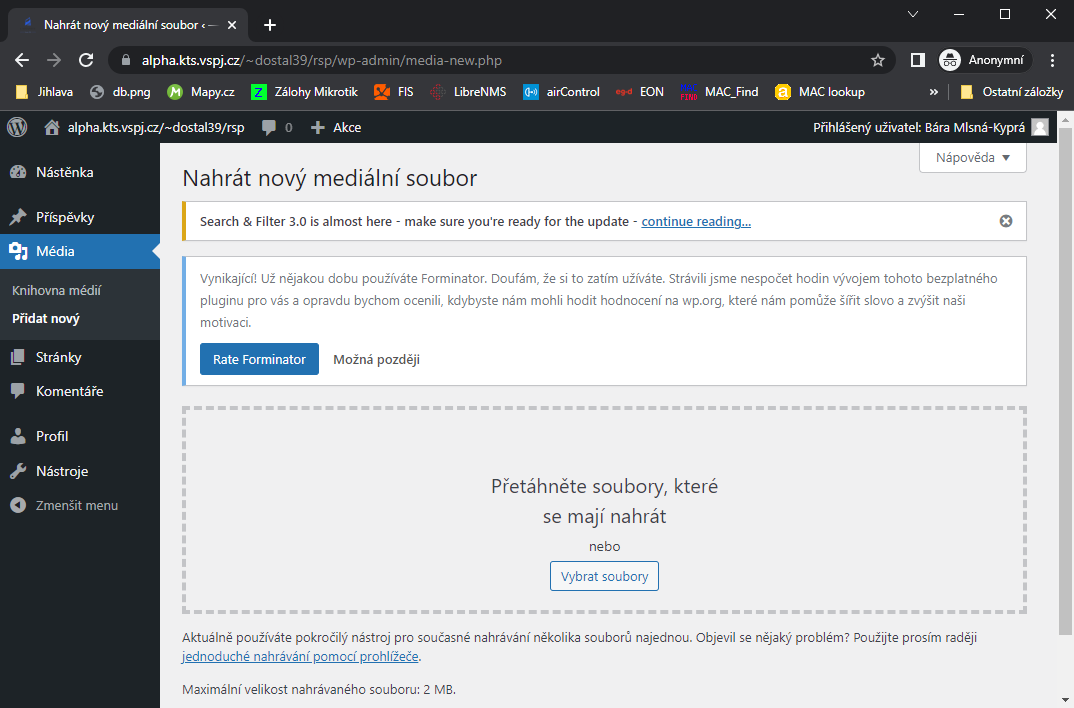 Nahrát nový mediální soubor ‹ —
alpha.kts.vspj.cz/~dostal39/rsp/wp-admin/media-new.php
Anonymní
Jihlava
db.png
Mapy.cz
Zálohy Mikrotik
FIS
LibreNMS
airControl
EON
MAC_Find
MAC lookup
»
Ostatní záložky
alpha.kts.vspj.cz/~dostal39/rsp
0
Akce
Přihlášený uživatel: Bára Mlsná-Kyprá
Nástěnka
Příspěvky
Média
Knihovna médií
Přidat nový
Stránky
Komentáře
Profil
Nástroje
Zmenšit menu
Nápověda
Nahrát nový mediální soubor
Search & Filter 3.0 is almost here - make sure you're ready for the update - continue reading...
Vynikající! Už nějakou dobu používáte Forminator. Doufám, že si to zatím užíváte. Strávili jsme nespočet hodin vývojem tohoto bezplatného
pluginu pro vás a opravdu bychom ocenili, kdybyste nám mohli hodit hodnocení na wp.org, které nám pomůže šířit slovo a zvýšit naši
motivaci.
Rate Forminator
Možná později
Přetáhněte soubory, které
se mají nahrát
nebo
Vybrat soubory
Aktuálně používáte pokročilý nástroj pro současné nahrávání několika souborů najednou. Objevil se nějaký problém? Použijte prosím raději
jednoduché nahrávání pomocí prohlížeče.
Maximální velikost nahrávaného souboru: 2 MB.